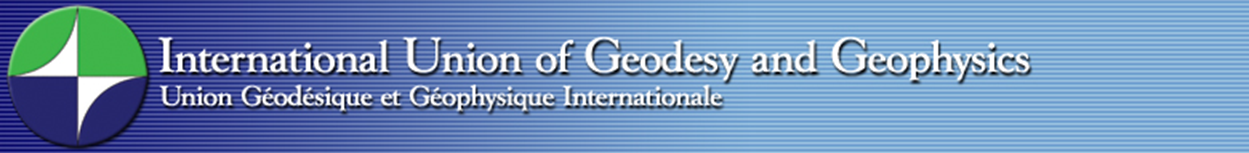 International Union of Geodesy and Geophysics
Union Géodésique et Géophysique Internationale